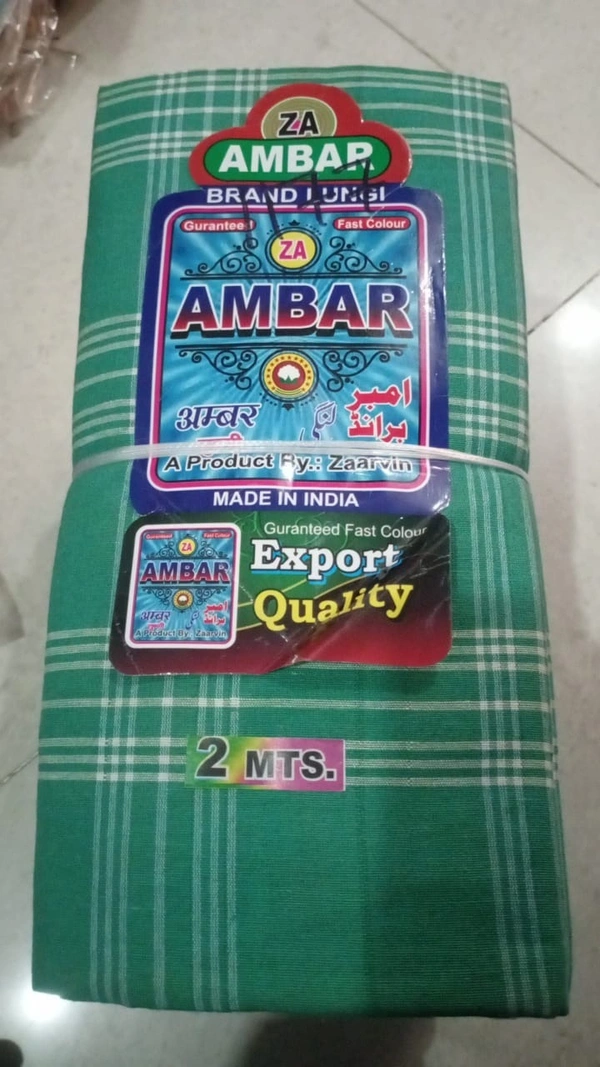 ZA
AMBAR
BRAND LUNGI
Guranteed Fast Colour
ZA
AMBAR
अम्बर
امبر
برانڈ
A Product By.: Zaarvin
MADE IN INDIA
Guranteed Fast Colour
Export
Quality
Guranteed Fast Colour
ZA
AMBAR
अम्बर
امبر
A Product By.: Zaarvin
2 MTS.